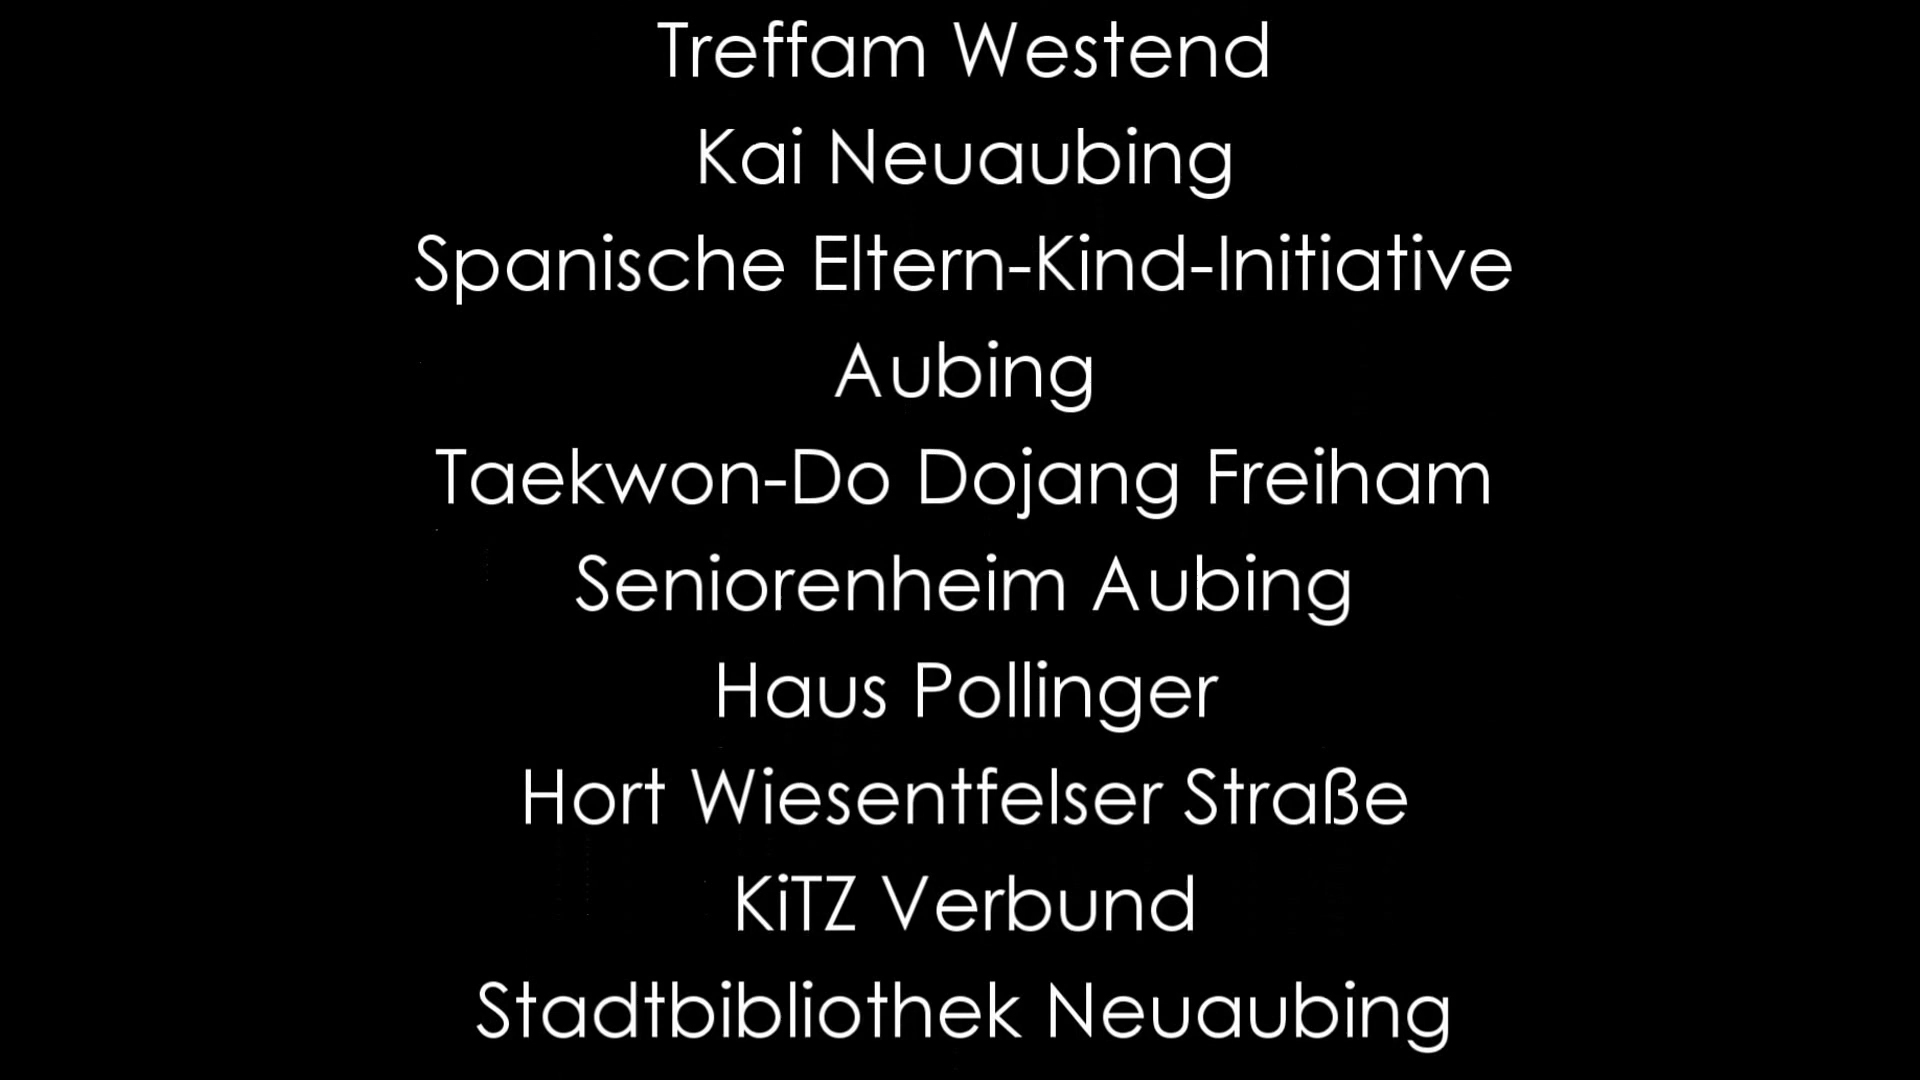 Treffam Westend
Kai Neuaubing
Spanische Eltern-Kind-Initiative
Aubing
Taekwon-Do Dojang Freiham
Seniorenheim Aubing
Haus Pollinger
Hort Wiesentfelser Straße
KiTZ Verbund
Stadtbibliothek Neuaubing